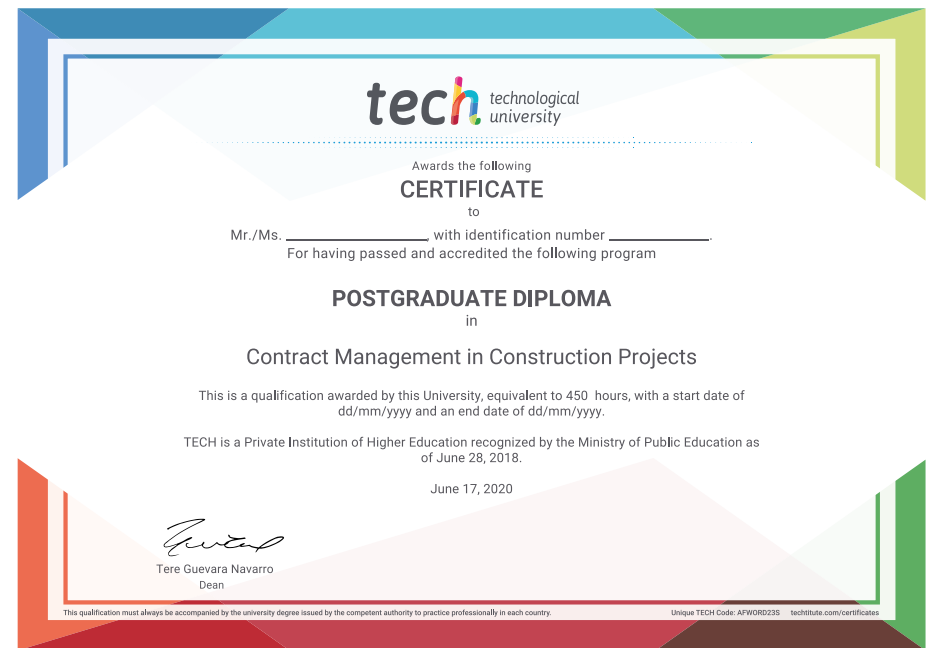 tech technological
university
Awards the following
CERTIFICATE
to
Mr./Ms. ____________, with identification number ____________.
For having passed and accredited the following program
POSTGRADUATE DIPLOMA
in
Contract Management in Construction Projects
This is a qualification awarded by this University, equivalent to 450 hours, with a start date of
dd/mm/yyyy and an end date of dd/mm/yyyy.
TECH is a Private Institution of Higher Education recognized by the Ministry of Public Education as
of June 28, 2018.
June 17, 2020
Tere Guevara Navarro
Dean
This qualification must always be accompanied by the university degree issued by the competent authority to practice professionally in each country.
Unique TECH Code: AFWORD23S techtitute.com/certificates